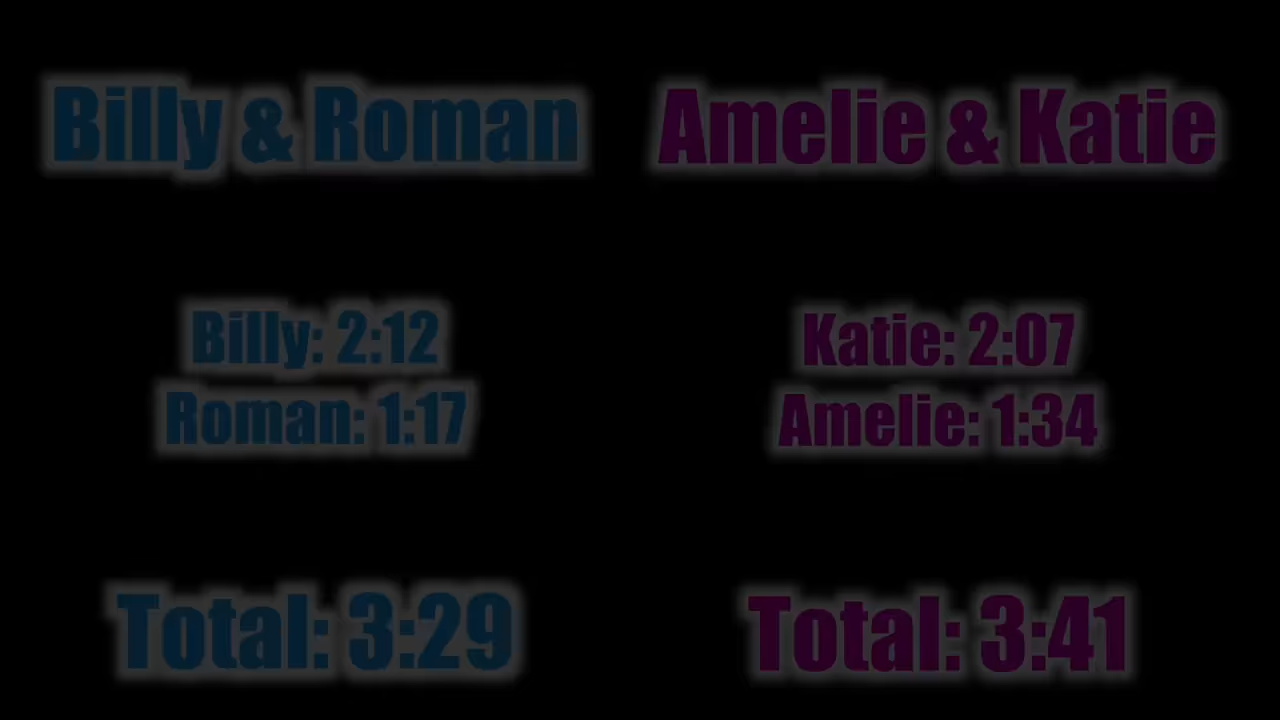 Billy & Roman
Billy: 2:12
Roman: 1:17
Total: 3:29
Amelie & Katie
Katie: 2:07
Amelie: 1:34
Total: 3:41